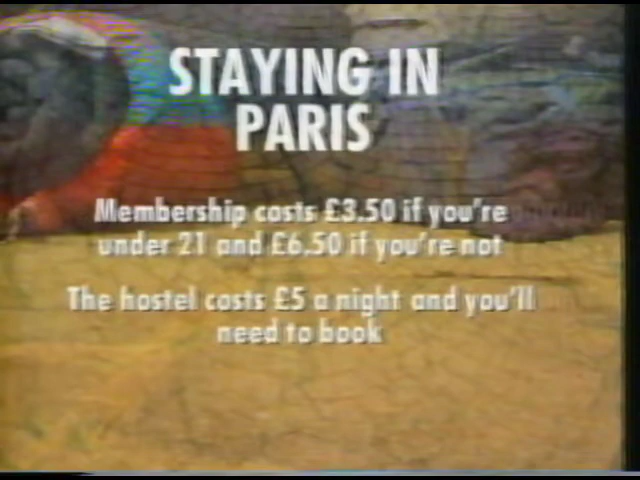 STAYING IN
PARIS
Membership costs £3.50 if you're
under 21 and £6.50 if you're not
The hostel costs £5 a night and you'll
need to book